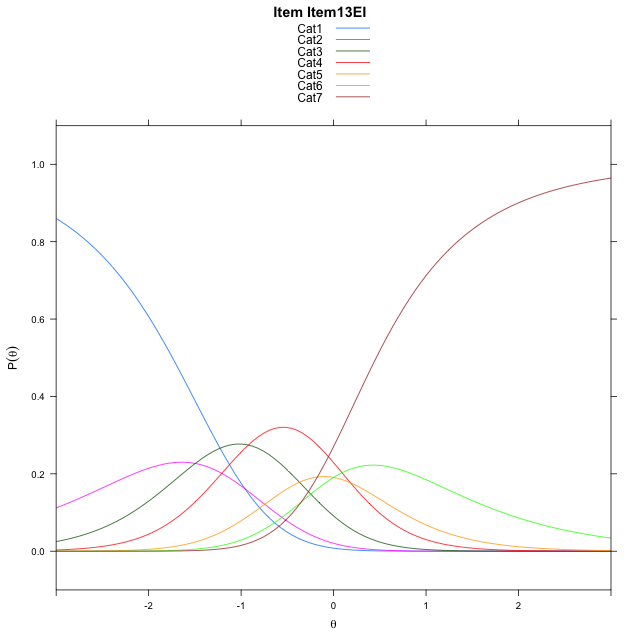 Item Item13EI
Cat1
Cat2
Cat3
Cat4
Cat5
Cat6
Cat7
1.0
0.8
0.6
0.4
0.2
0.0
P(θ)
-2
-1
0
1
2
θ